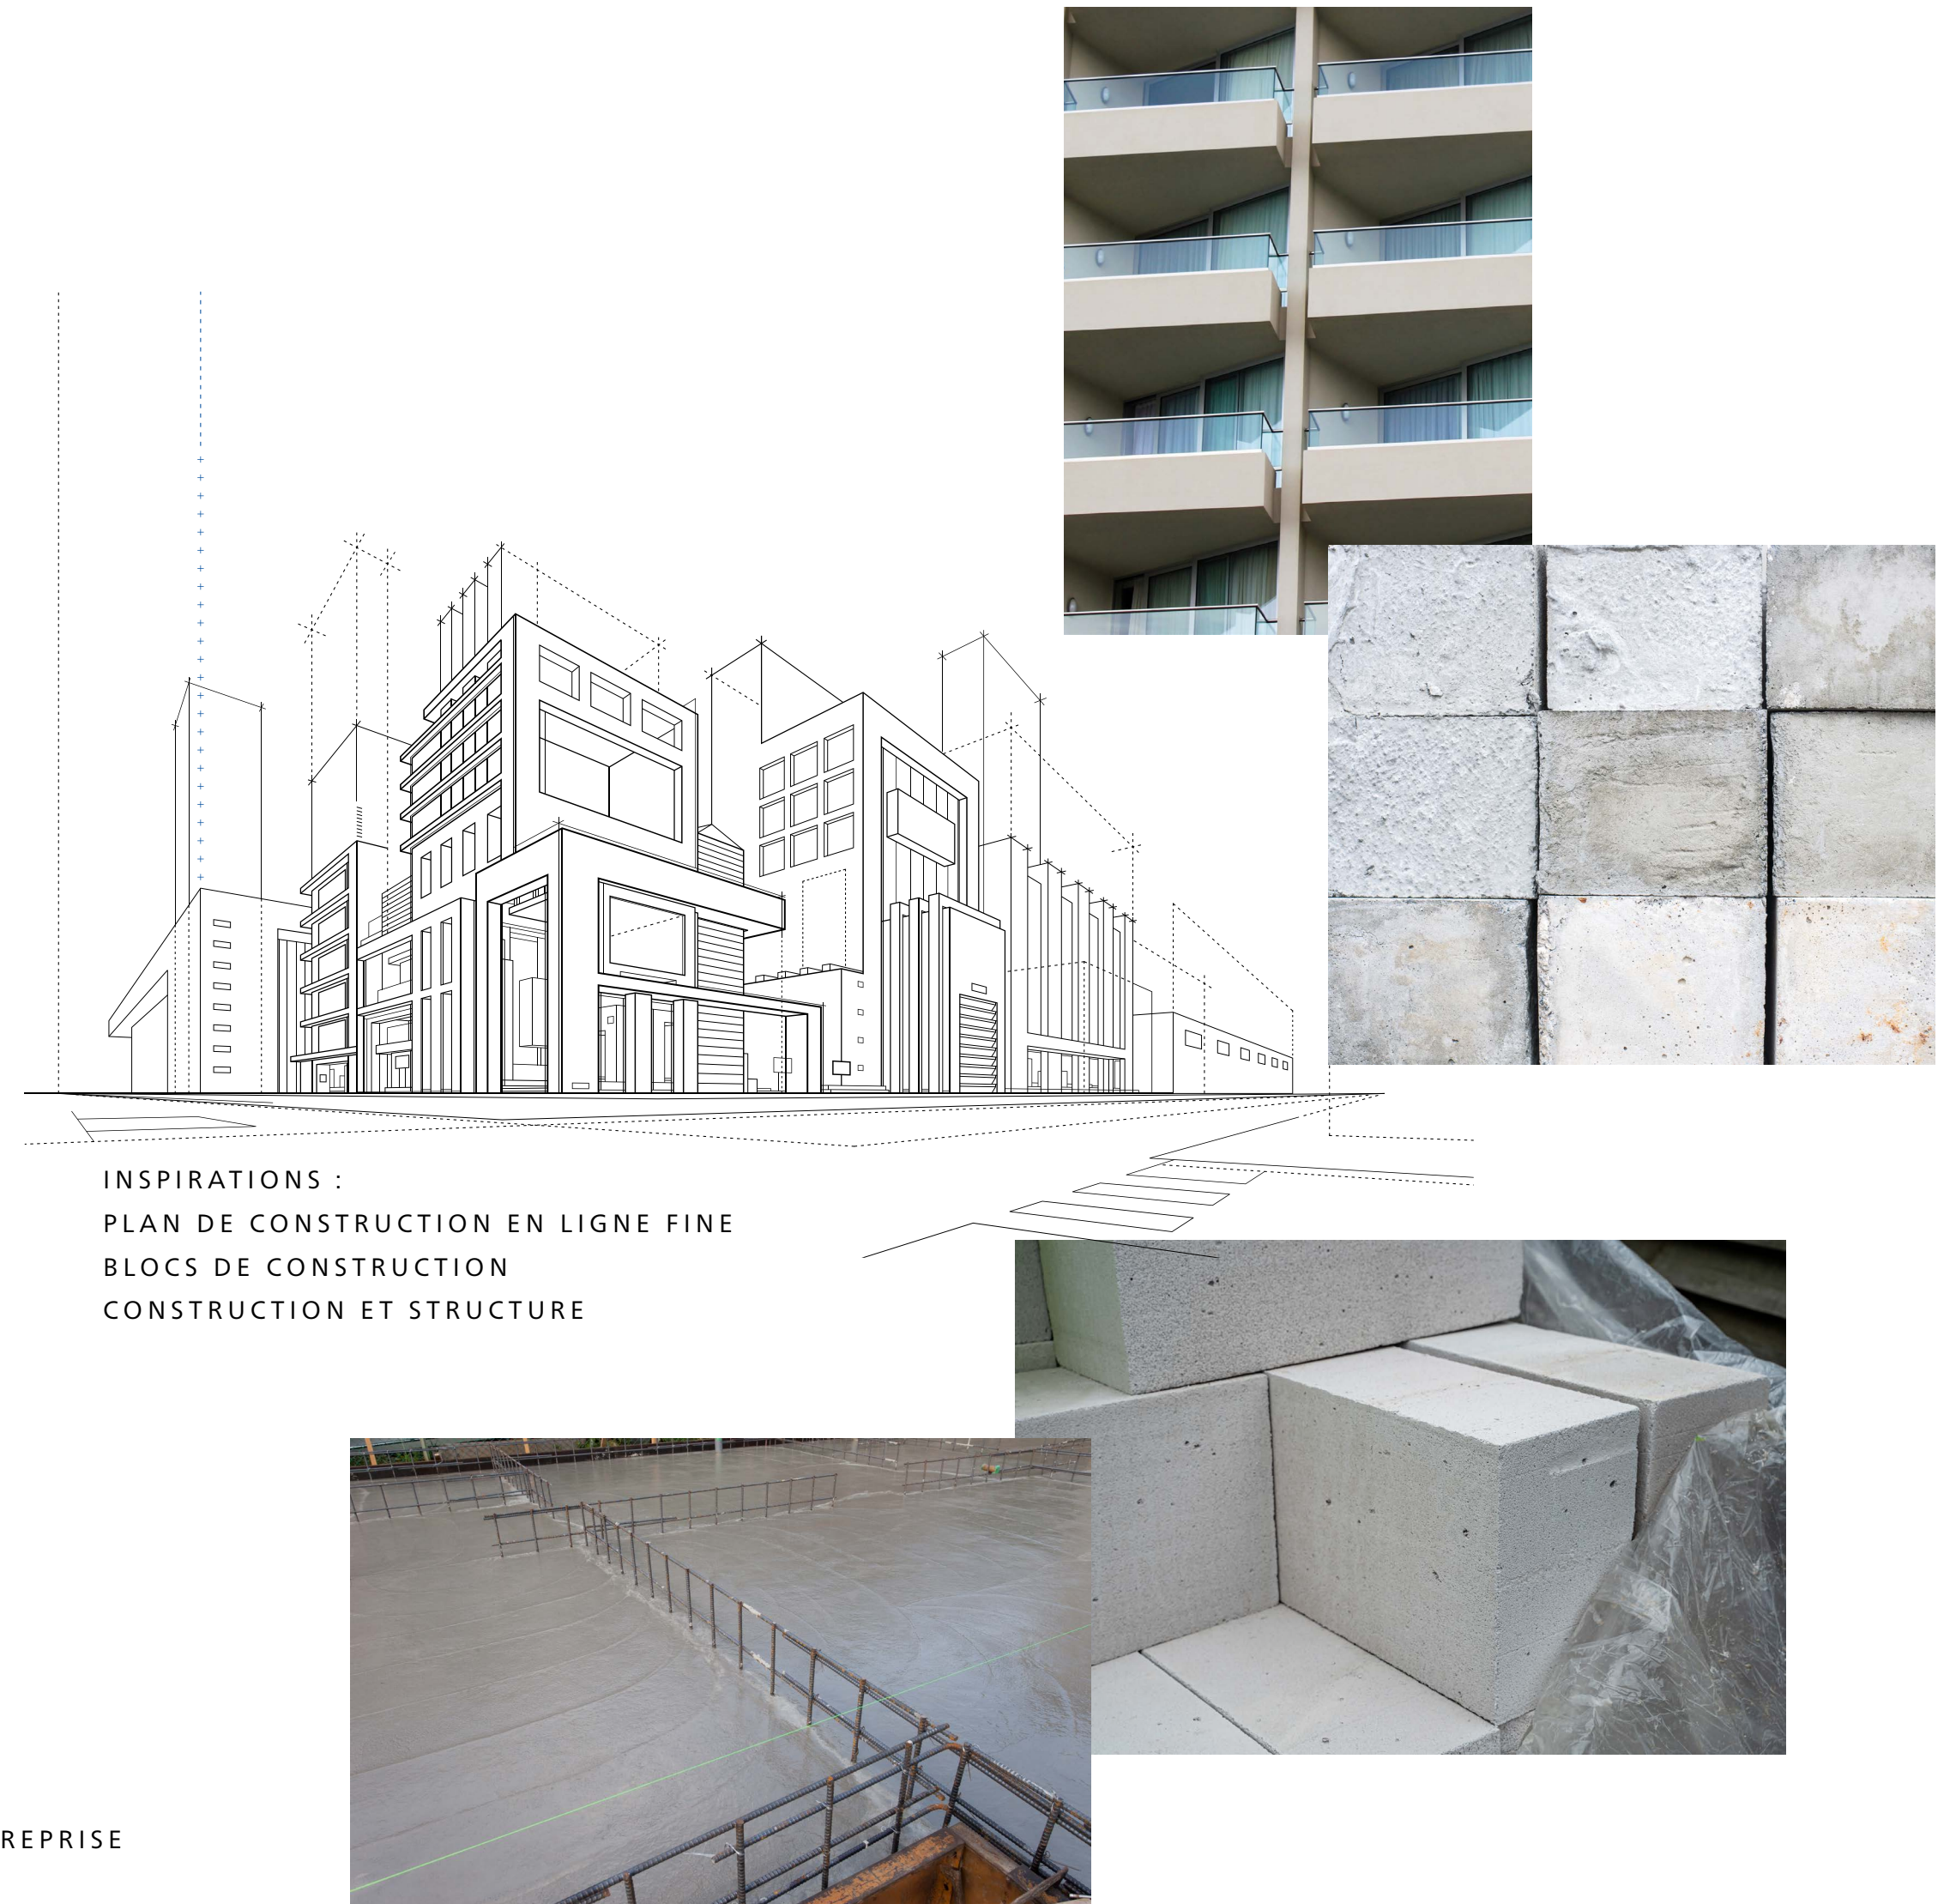 INSPIRATIONS :
PLAN DE CONSTRUCTION EN LIGNE FINE
BLOCS DE CONSTRUCTION
CONSTRUCTION ET STRUCTURE
REPRISE